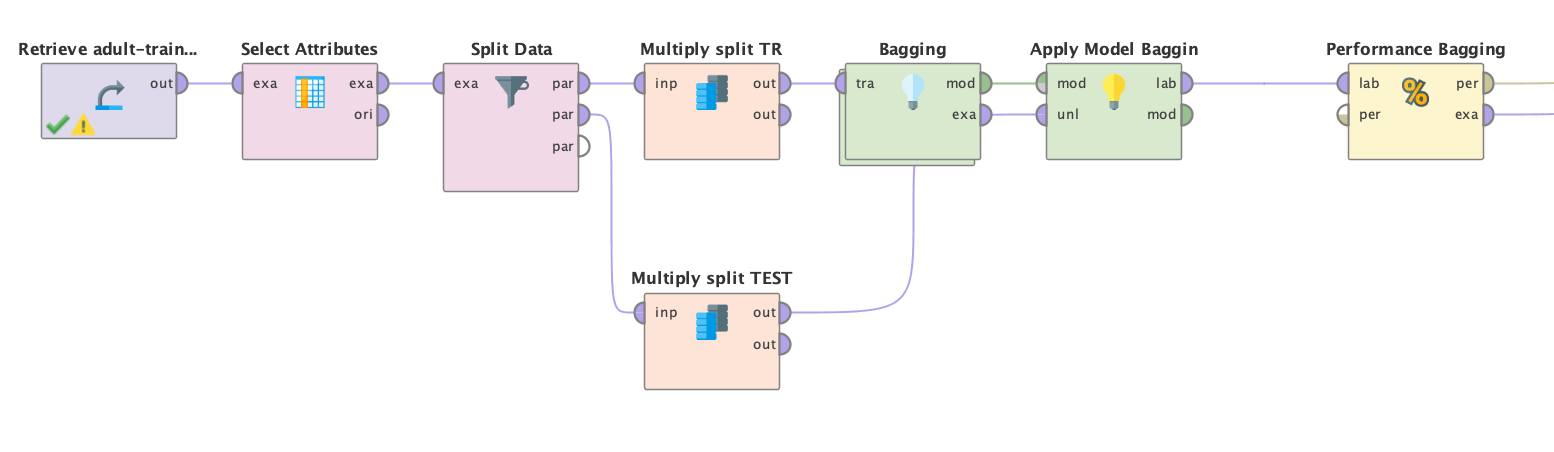 Retrieve adult-train...
Select Attributes
Split Data
Multiply split TR
Bagging
Apply Model Baggin
Performance Bagging
out
exa
exa
exa
par
inp
out
tra
mod
mod
lab
lab
per
ori
par
out
exa
unl
mod
per
exa
par
Multiply split TEST
inp
out
out